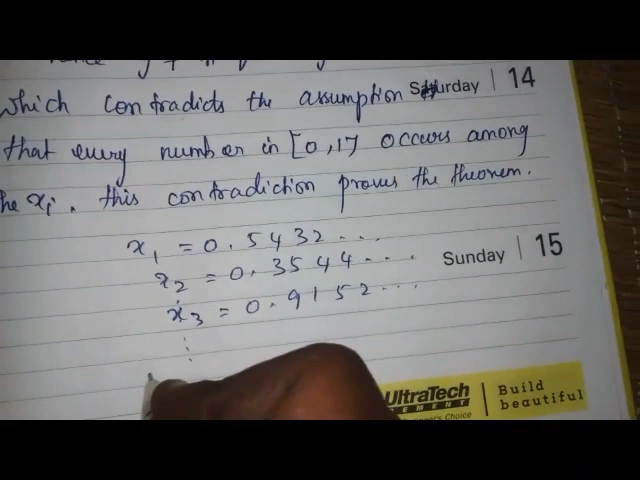 Which contradicts the assumption Saturday | 14
that every number in [0,1] occurs among
the xi. this contradiction proves the theorem.
x1 = 0.5432...
x2 = 0.3544... Sunday | 15
x3 = 0.9152...
UltraTech Build
CEMENT beautiful